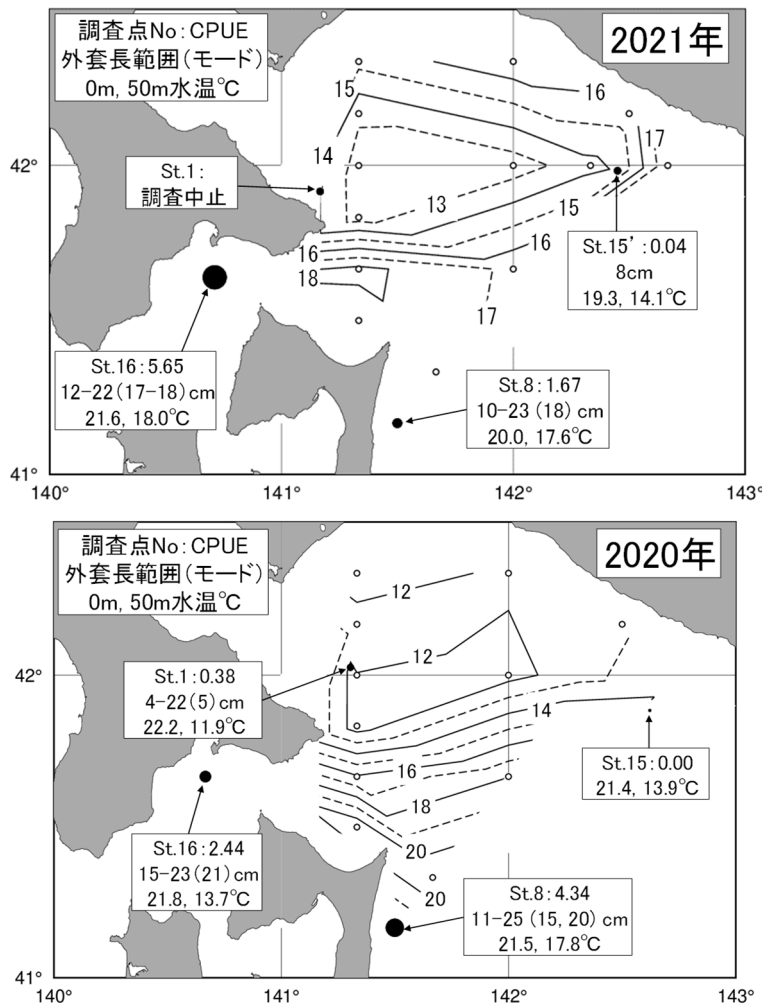 調査点No:CPUE
外套長範囲(モード)
0m, 50m水温℃
2021年
15
16
14
17
42°
St.1:
調査中止
13
15
16
16
18
17
St.15’:0.04
8cm
19.3, 14.1℃
St.16:5.65
12-22(17-18)cm
21.6, 18.0℃
St.8:1.67
10-23 (18) cm
20.0, 17.6℃
41°
140°
141°
142°
143°
調査点No:CPUE
外套長範囲(モード)
0m, 50m水温℃
2020年
12
St.1:0.38
4-22(5)cm
22.2, 11.9℃
12
42°
14
16
18
20
20
St.15:0.00
21.4, 13.9℃
St.16:2.44
15-23(21)cm
21.8, 13.7℃
St.8:4.34
11-25 (15, 20) cm
21.5, 17.8℃
41°
140°
141°
142°
143°